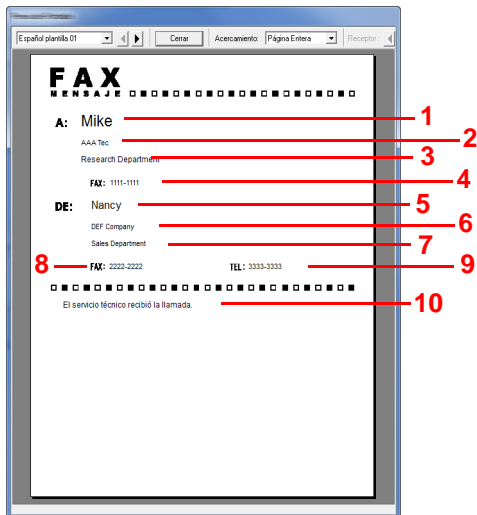 Español plantilla 01 Cerrar Acercamiento: Página Entera Receptor:
FAX
MENSAJE
A: Mike 1
AAA Tec 2
Research Department 3
FAX: 1111-1111 4
DE: Nancy 5
DEF Company 6
Sales Department 7
8 FAX: 2222-2222 TEL: 3333-3333 9
El servicio técnico recibió la llamada. 10